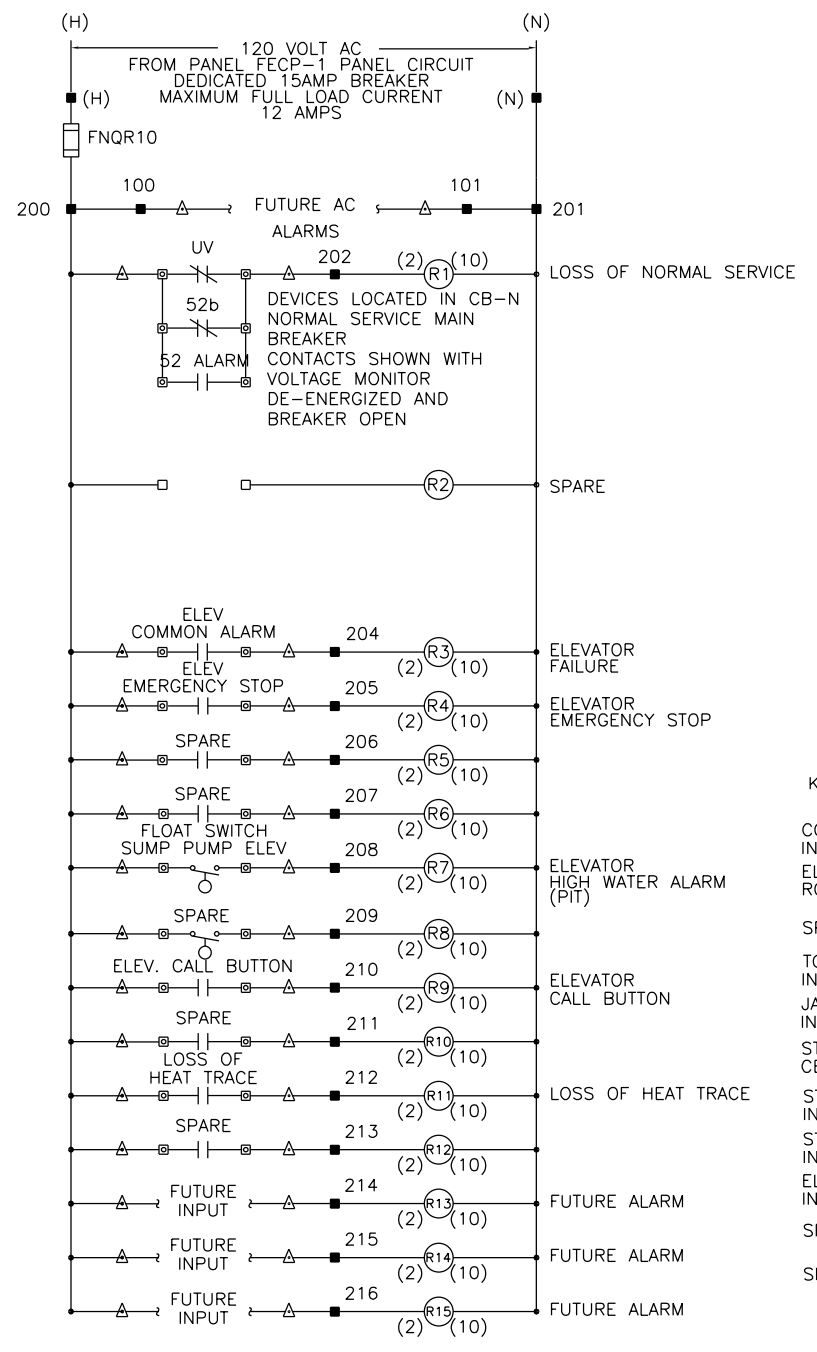 (H) (N)
120 VOLT AC
FROM PANEL FECP-1 PANEL CIRCUIT
DEDICATED 15AMP BREAKER
(H) MAXIMUM FULL LOAD CURRENT (N)
12 AMPS
FNQR10
100 101
200 FUTURE AC 201
ALARMS
UV 202 (2) R1 (10) LOSS OF NORMAL SERVICE
52b
52 ALARM
DEVICES LOCATED IN CB-N
NORMAL SERVICE MAIN
BREAKER
CONTACTS SHOWN WITH
VOLTAGE MONITOR
DE-ENERGIZED AND
BREAKER OPEN
R2 SPARE
ELEV
COMMON ALARM 204
R3 ELEVATOR
(2) (10) FAILURE
ELEV
EMERGENCY STOP 205
R4 ELEVATOR
(2) (10) EMERGENCY STOP
SPARE 206
R5
(2) (10)
SPARE 207
R6
(2) (10)
FLOAT SWITCH
SUMP PUMP ELEV 208
R7 ELEVATOR
(2) (10) HIGH WATER ALARM
(PIT)
SPARE 209
R8
(2) (10)
ELEV. CALL BUTTON 210
R9 ELEVATOR
(2) (10) CALL BUTTON
SPARE 211
R10
(2) (10)
LOSS OF
HEAT TRACE 212
R11 LOSS OF HEAT TRACE
(2) (10)
SPARE 213
R12
(2) (10)
FUTURE 214
INPUT R13 FUTURE ALARM
(2) (10)
FUTURE 215
INPUT R14 FUTURE ALARM
(2) (10)
FUTURE 216
INPUT R15 FUTURE ALARM
(2) (10)